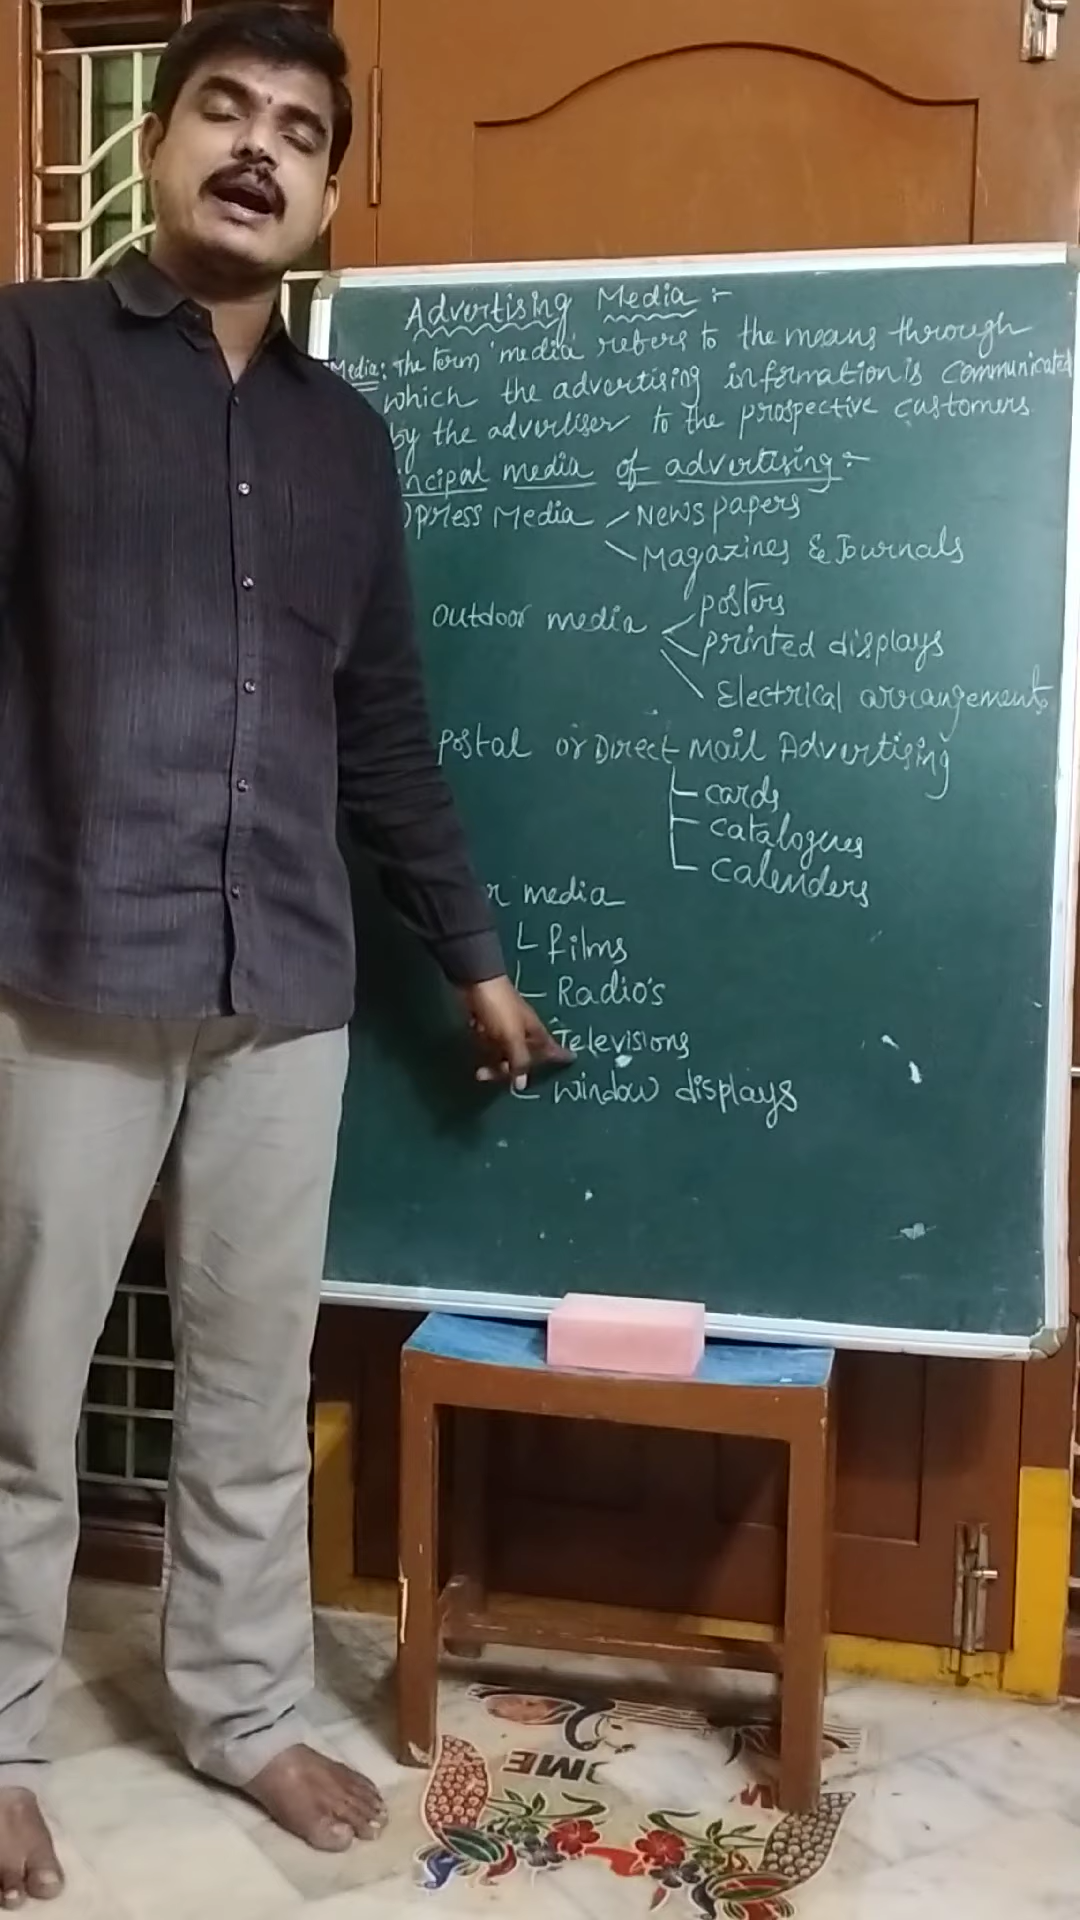 Advertising Media :-
Media: The term 'media' refers to the means through
which the advertising information is communicated
by the advertiser to the prospective customers
ncipal media of advertising :-
) press Media Newspapers
Magazines & Journals
outdoor media posters
printed displays
Electrical arrangements
postal or Direct Mail Advertising
cards
catalogues
calenders
r media
films
Radio's
Televisions
window displays
OME
W